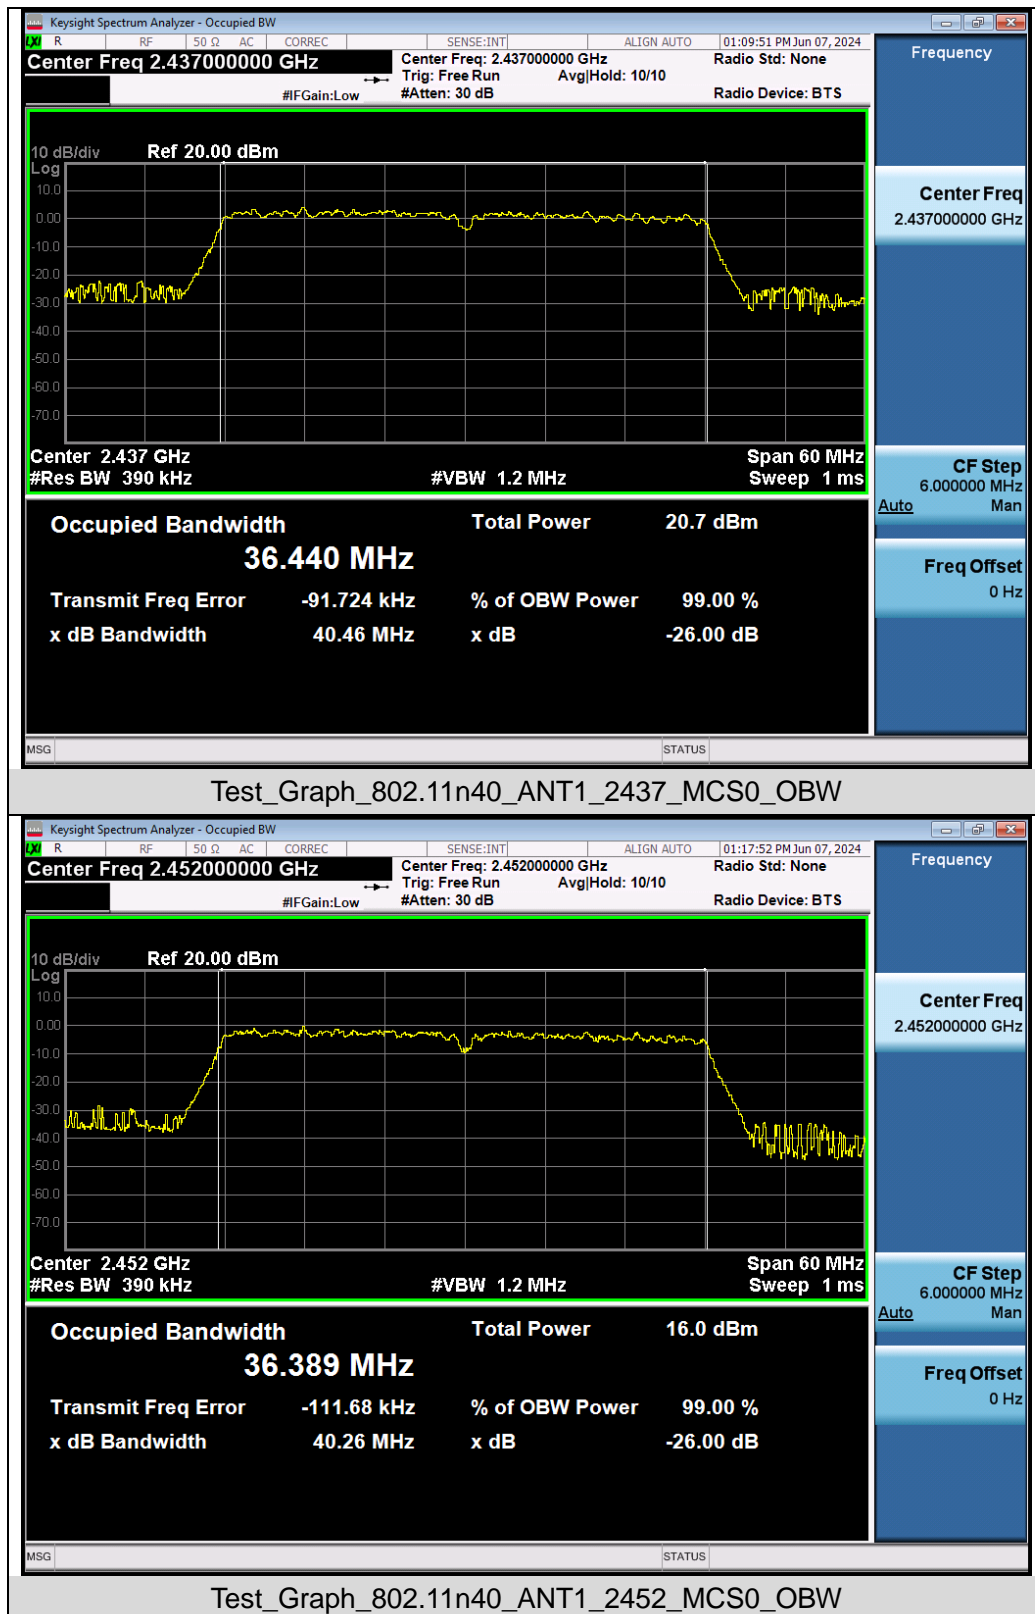 Keysight Spectrum Analyzer - Occupied BW
LXI R RF 50 Ω AC CORREC SENSE:INT ALIGN AUTO 01:09:51 PM Jun 07, 2024
Center Freq 2.437000000 GHz Center Freq: 2.437000000 GHz Radio Std: None
Trig: Free Run Avg|Hold: 10/10
#IFGain:Low #Atten: 30 dB Radio Device: BTS
10 dB/div Ref 20.00 dBm
Log
10.0
0.00
-10.0
-20.0
-30.0
-40.0
-50.0
-60.0
-70.0
Center 2.437 GHz Span 60 MHz
#Res BW 390 kHz #VBW 1.2 MHz Sweep 1 ms
Occupied Bandwidth Total Power 20.7 dBm
36.440 MHz
Transmit Freq Error -91.724 kHz % of OBW Power 99.00 %
x dB Bandwidth 40.46 MHz x dB -26.00 dB
MSG STATUS
Frequency
Center Freq
2.437000000 GHz
CF Step
6.000000 MHz
Auto Man
Freq Offset
0 Hz
Test_Graph_802.11n40_ANT1_2437_MCS0_OBW
Keysight Spectrum Analyzer - Occupied BW
LXI R RF 50 Ω AC CORREC SENSE:INT ALIGN AUTO 01:17:52 PM Jun 07, 2024
Center Freq 2.452000000 GHz Center Freq: 2.452000000 GHz Radio Std: None
Trig: Free Run Avg|Hold: 10/10
#IFGain:Low #Atten: 30 dB Radio Device: BTS
10 dB/div Ref 20.00 dBm
Log
10.0
0.00
-10.0
-20.0
-30.0
-40.0
-50.0
-60.0
-70.0
Center 2.452 GHz Span 60 MHz
#Res BW 390 kHz #VBW 1.2 MHz Sweep 1 ms
Occupied Bandwidth Total Power 16.0 dBm
36.389 MHz
Transmit Freq Error -111.68 kHz % of OBW Power 99.00 %
x dB Bandwidth 40.26 MHz x dB -26.00 dB
MSG STATUS
Frequency
Center Freq
2.452000000 GHz
CF Step
6.000000 MHz
Auto Man
Freq Offset
0 Hz
Test_Graph_802.11n40_ANT1_2452_MCS0_OBW